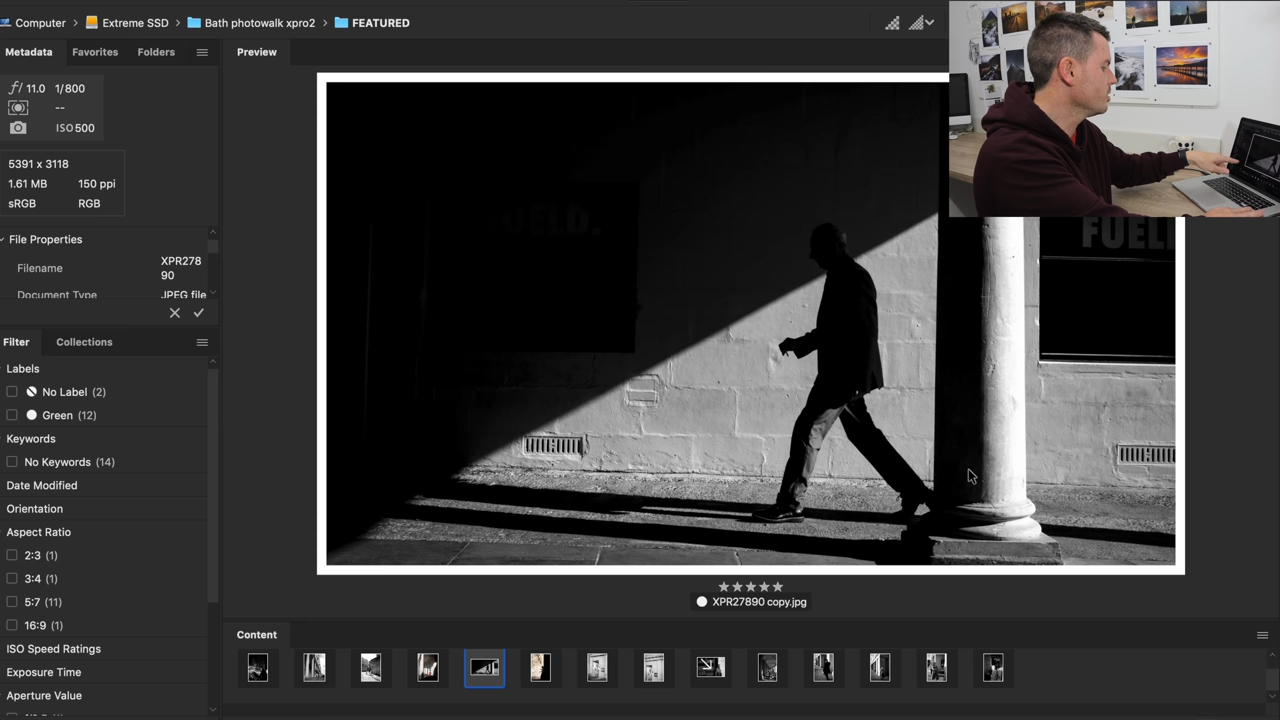 Computer > Extreme SSD > Bath photowalk xpro2 > FEATURED
Metadata Favorites Folders
Preview
f/ 11.0 1/800
--
ISO 500
5391 x 3118
1.61 MB 150 ppi
sRGB RGB
File Properties
Filename XPR278
90
Document Type JPEG file
Filter Collections
Labels
No Label (2)
Green (12)
Keywords
No Keywords (14)
Date Modified
Orientation
Aspect Ratio
2:3 (1)
3:4 (1)
5:7 (11)
16:9 (1)
ISO Speed Ratings
Exposure Time
Aperture Value
FUELD.
FUELD
XPR27890 copy.jpg
Content